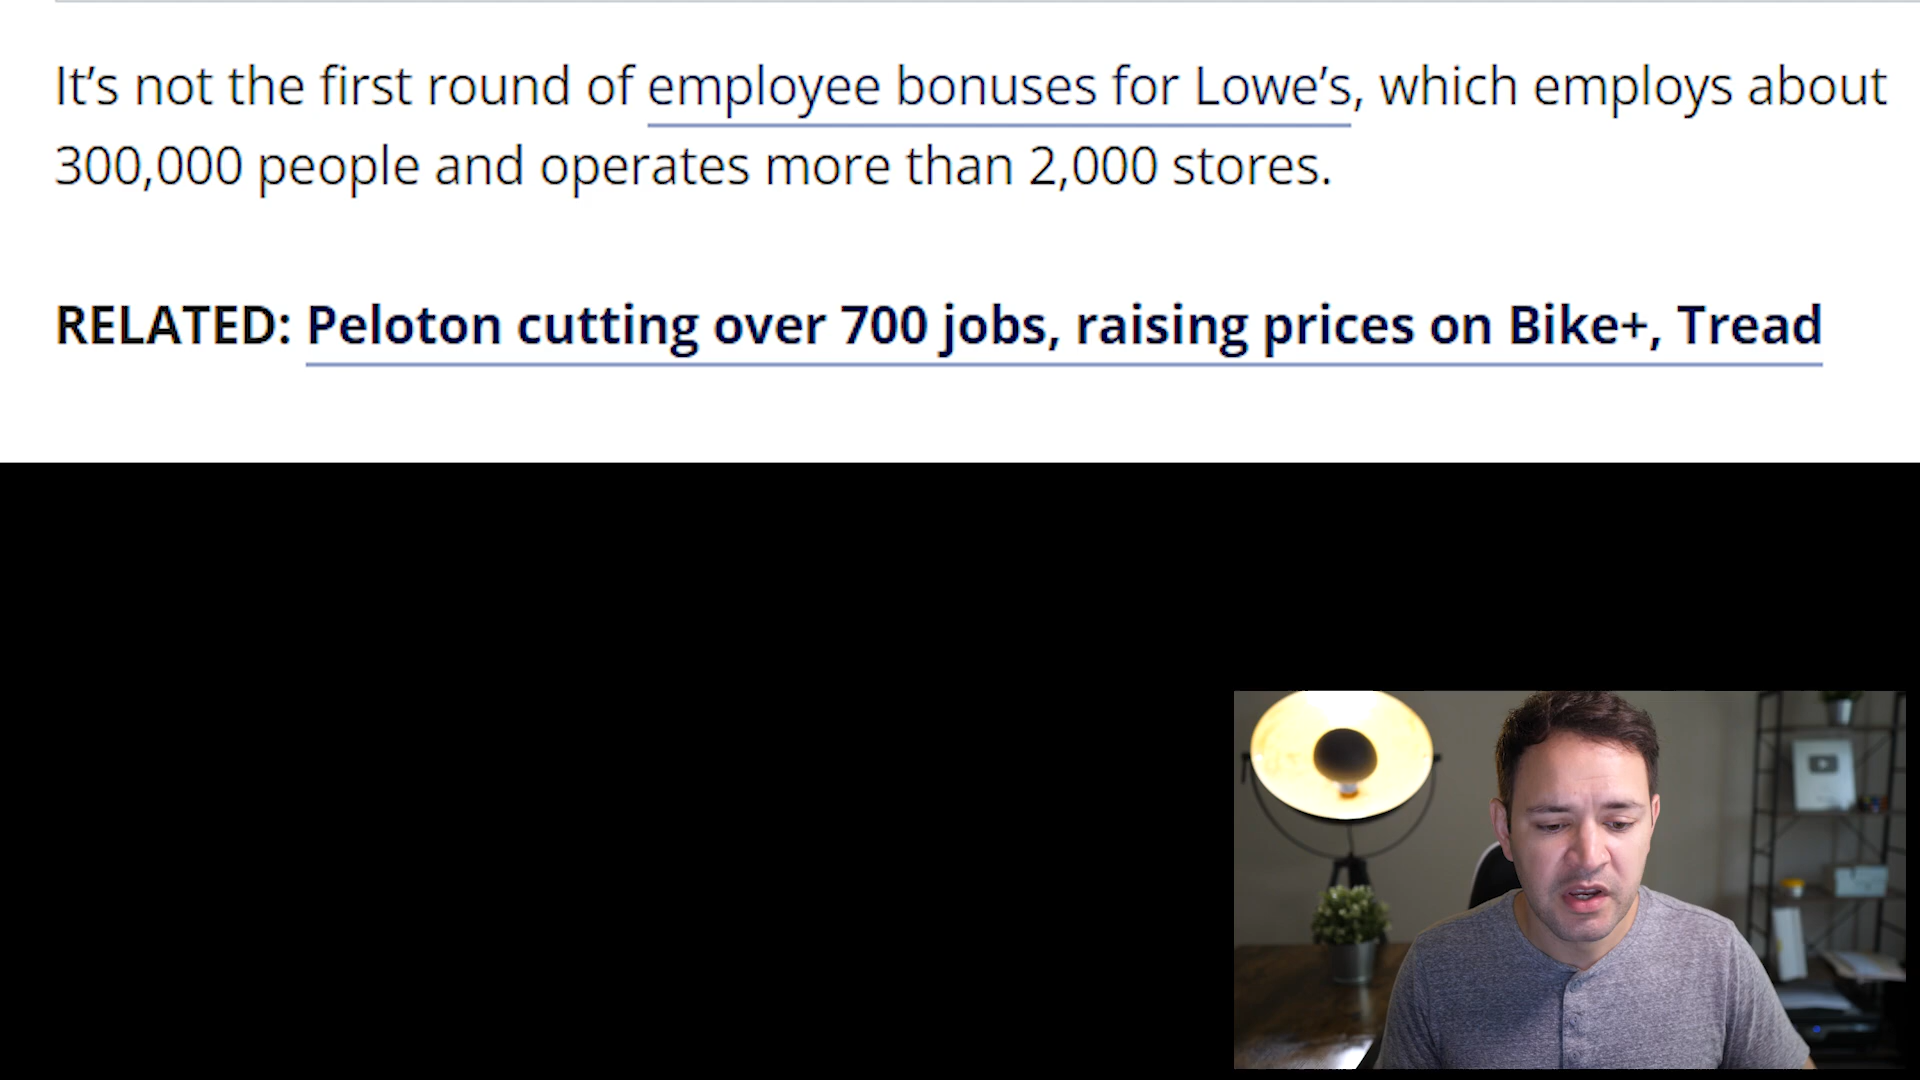 It’s not the first round of employee bonuses for Lowe’s, which employs about
300,000 people and operates more than 2,000 stores.
RELATED: Peloton cutting over 700 jobs, raising prices on Bike+, Tread